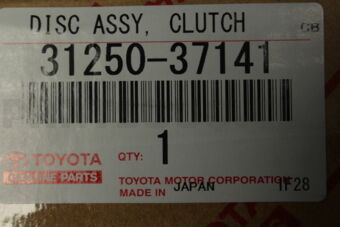 DISC ASSY, CLUTCH
CB
31250-37141
TOYOTA
GENUINE PARTS
QTY: 1
TOYOTA MOTOR CORPORATION
MADE IN JAPAN
1F28